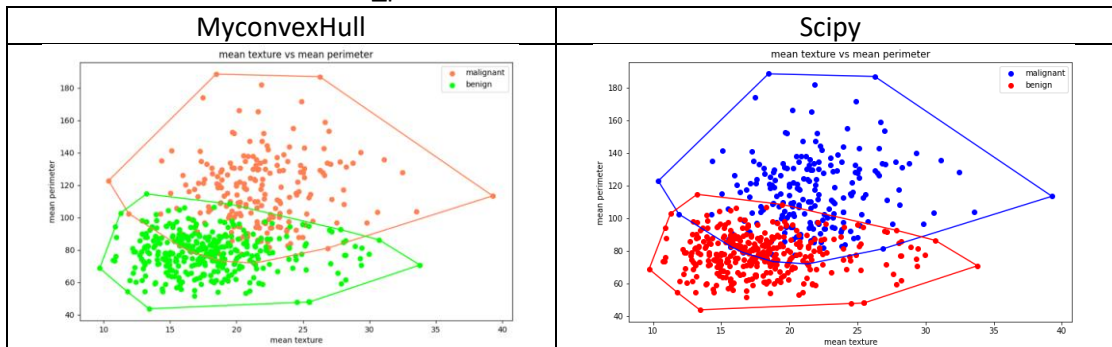 MyconvexHull
Scipy
mean texture vs mean perimeter
malignant
benign
180
160
140
120
100
80
60
40
mean perimeter
10 15 20 25 30 35 40
mean texture
mean texture vs mean perimeter
malignant
benign
180
160
140
120
100
80
60
40
mean perimeter
10 15 20 25 30 35 40
mean texture